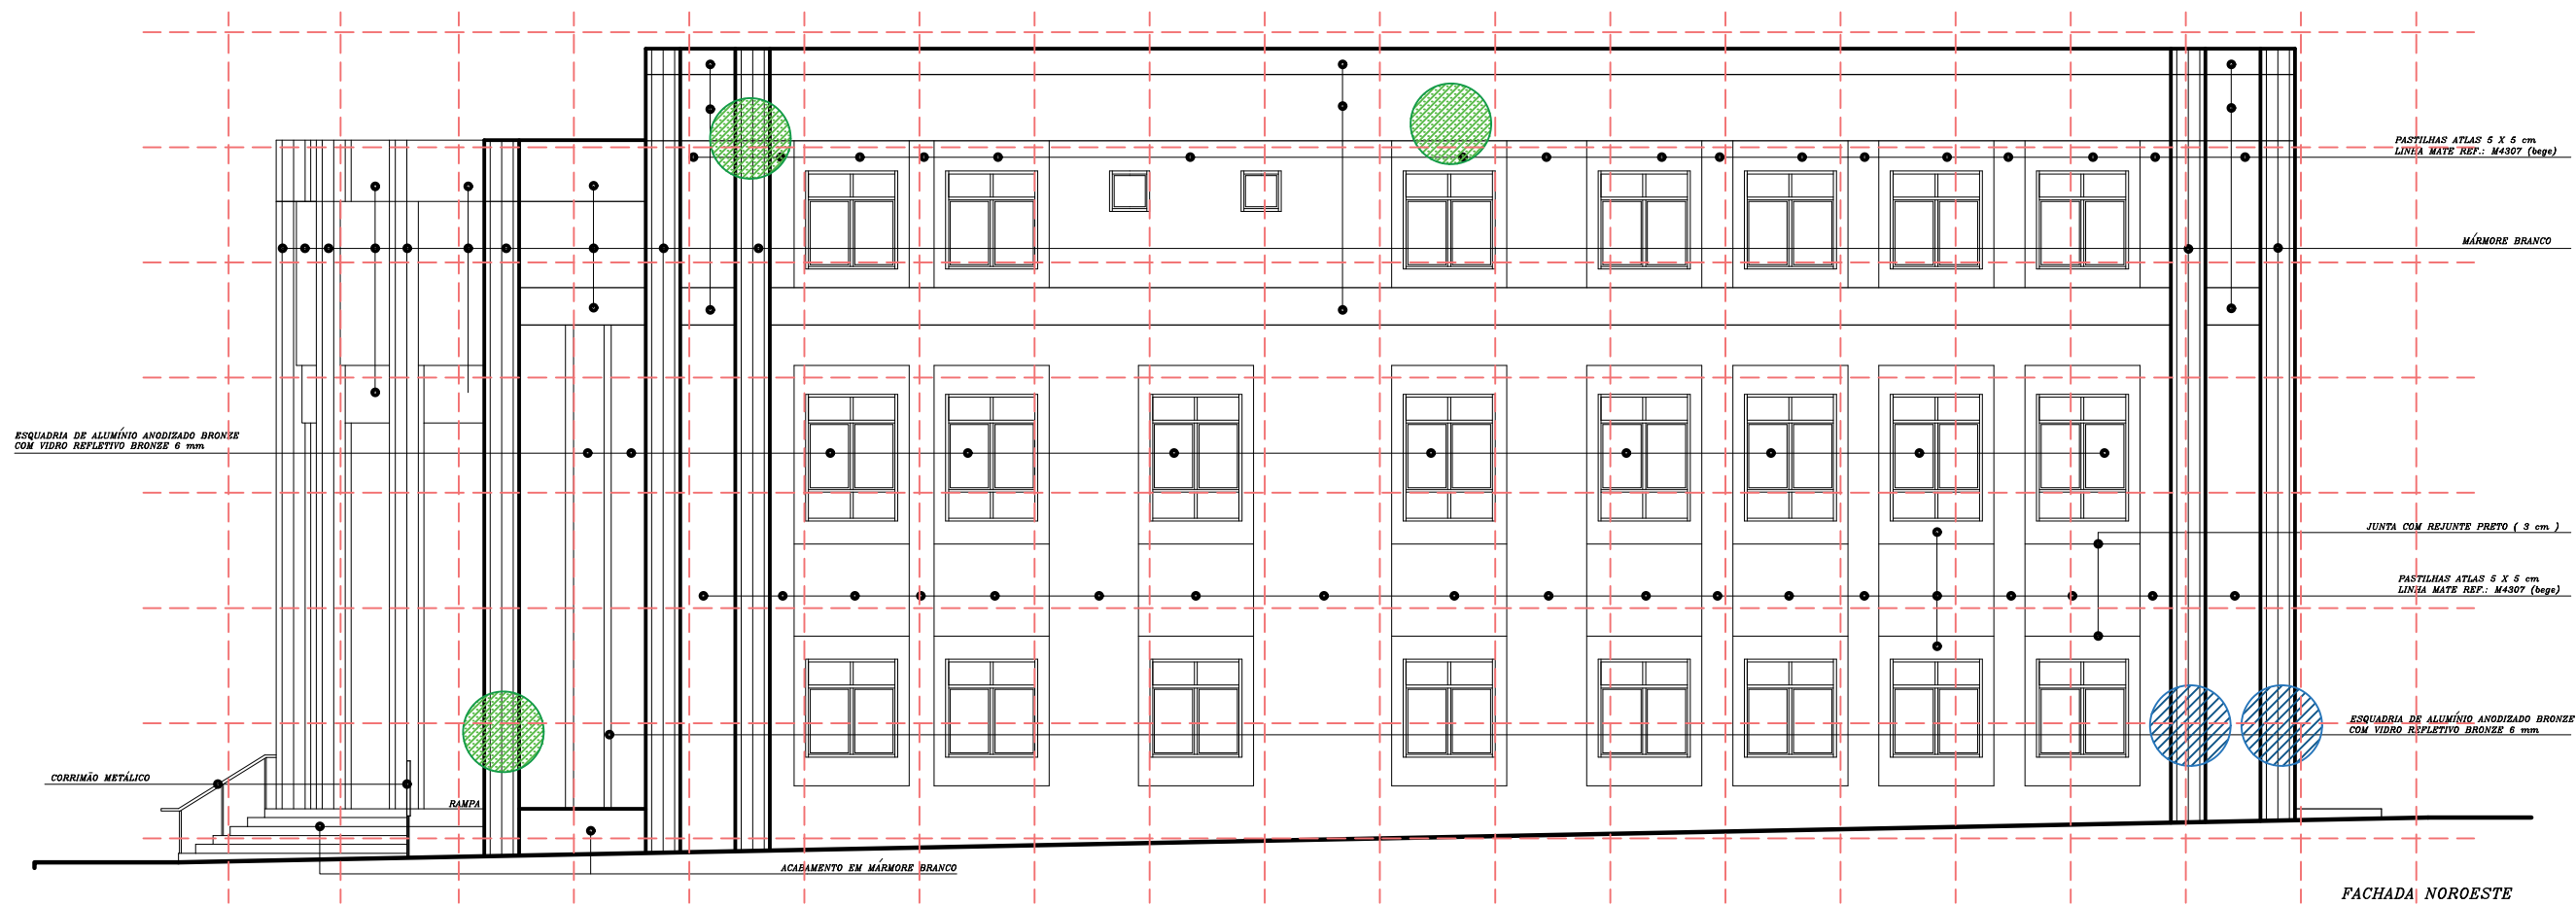 PASTILHAS ATLAS 5 X 5 cm
LINHA MATE REF.: M4307 (bege)
MÁRMORE BRANCO
ESQUADRIA DE ALUMÍNIO ANODIZADO BRONZE
COM VIDRO REFLETIVO BRONZE 6 mm
JUNTA COM REJUNTE PRETO ( 3 cm )
PASTILHAS ATLAS 5 X 5 cm
LINHA MATE REF.: M4307 (bege)
ESQUADRIA DE ALUMÍNIO ANODIZADO BRONZE
COM VIDRO REFLETIVO BRONZE 6 mm
CORRIMÃO METÁLICO
RAMPA
ACABAMENTO EM MÁRMORE BRANCO
FACHADA NOROESTE